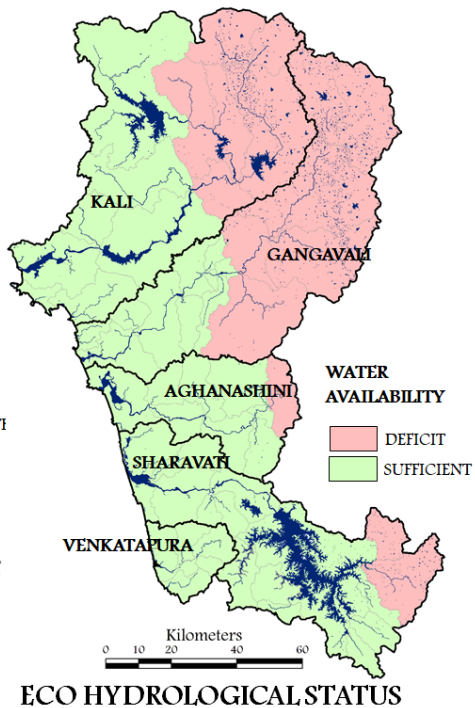 KALI
GANGAVALI
AGHANASHINI
WATER
AVAILABILITY
DEFICIT
SUFFICIENT
SHARAVATI
VENKATAPURA
Kilometers
0 10 20 40 60
ECO HYDROLOGICAL STATUS